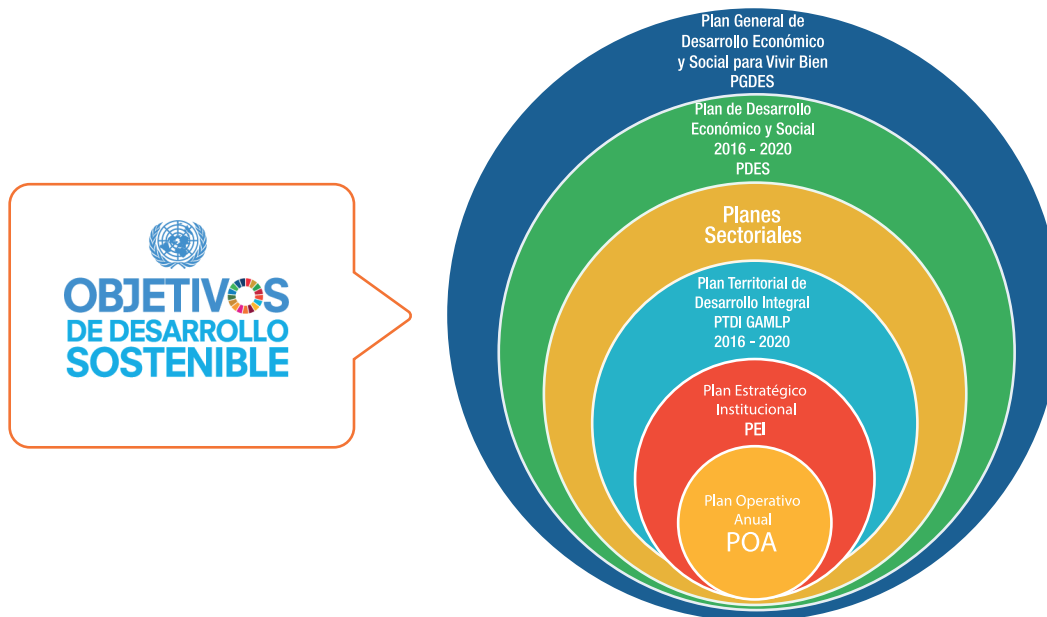 OBJETIVOS
DE DESARROLLO
SOSTENIBLE
Plan General de
Desarrollo Económico
y Social para Vivir Bien
PGDES
Plan de Desarrollo
Económico y Social
2016 - 2020
PDES
Planes
Sectoriales
Plan Territorial de
Desarrollo Integral
PTDI GAMLP
2016 - 2020
Plan Estratégico
Institucional
PEI
Plan Operativo
Anual
POA